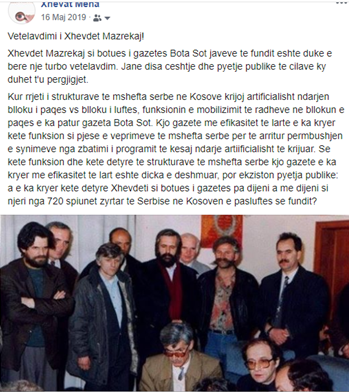 Xhevat Meha
16 Maj 2019 ·
Vetelavdimi i Xhevdet Mazrekaj!
Xhevdet Mazrekaj si botues i gazetes Bota Sot javeve te fundit eshte duke e
bere nje turbo vetelavdim. Jane disa ceshtje dhe pyetje publike te cilave ky
duhet t'u pergjigjet.
Kur rrjeti i strukturave te mshefta serbe ne Kosove krijoj artificialisht ndarjen
blloku i paqes vs blloku i luftes, funksionin e mobilizimit te radheve ne bllokun e
paqes e ka patur gazeta Bota Sot. Kjo gazete me efikasitet te larte e ka kryer
kete funksion si pjese e veprimeve te mshefta serbe per te arritur permbushjen
e synimeve nga zbatimi i programit te kesaj ndarje artiificialisht te krijuar. Se
kete funksion dhe kete detyre te strukturave te mshefta serbe kjo gazete e ka
kryer me efikasitet te lart eshte dicka e deshmuar, por ekziston pyetja publike:
a e ka kryer kete detyre Xhevdeti si botues i gazetes pa dijeni a me dijeni si
njeri nga 720 spiunet zyrtar te Serbise ne Kosoven e pasluftes se fundit?